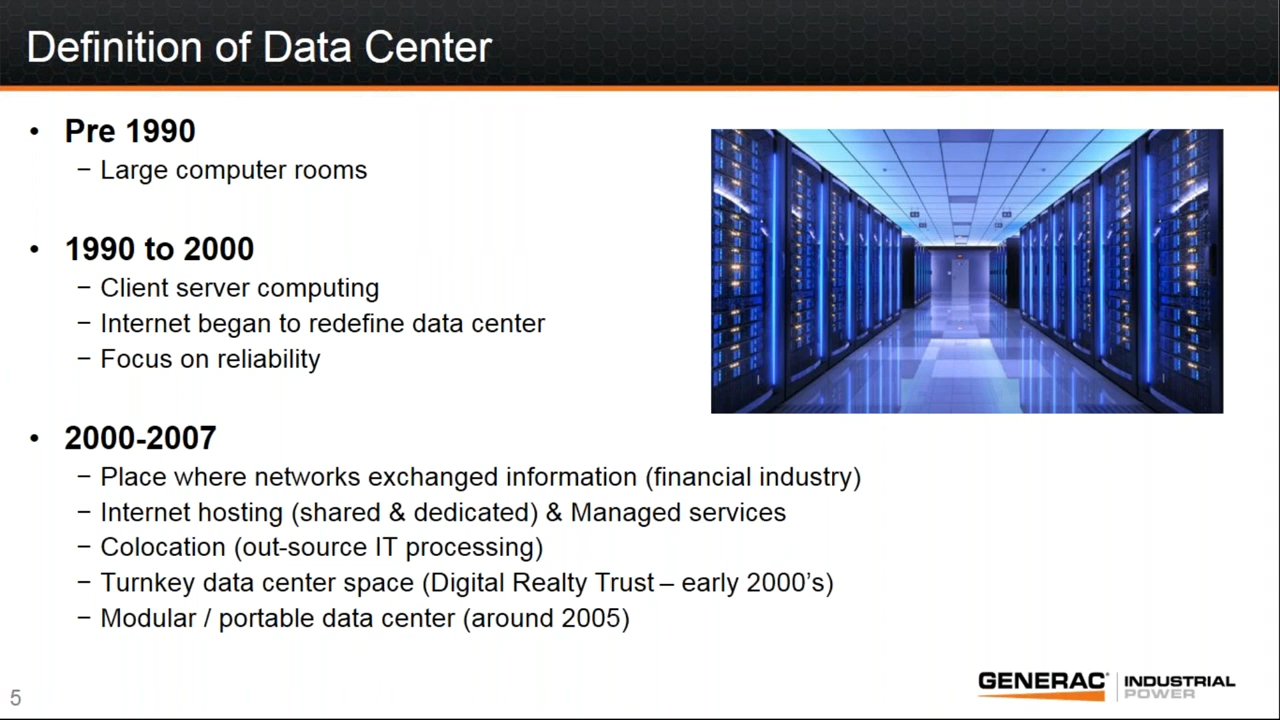 Definition of Data Center
• Pre 1990
− Large computer rooms
• 1990 to 2000
− Client server computing
− Internet began to redefine data center
− Focus on reliability
• 2000-2007
− Place where networks exchanged information (financial industry)
− Internet hosting (shared & dedicated) & Managed services
− Colocation (out-source IT processing)
− Turnkey data center space (Digital Realty Trust – early 2000’s)
− Modular / portable data center (around 2005)
5
GENERAC® INDUSTRIAL
POWER